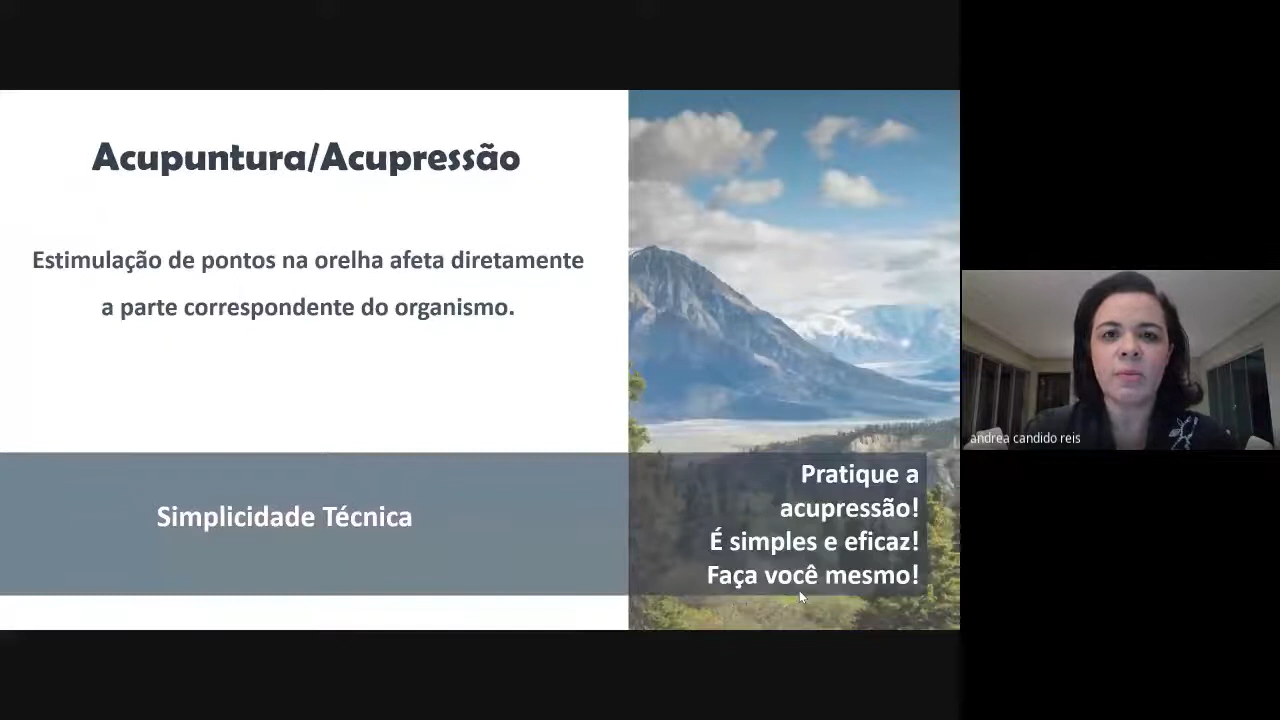 Acupuntura/Acupressão
Estimulação de pontos na orelha afeta diretamente
a parte correspondente do organismo.
Simplicidade Técnica
Pratique a
acupressão!
É simples e eficaz!
Faça você mesmo!
andrea candido reis